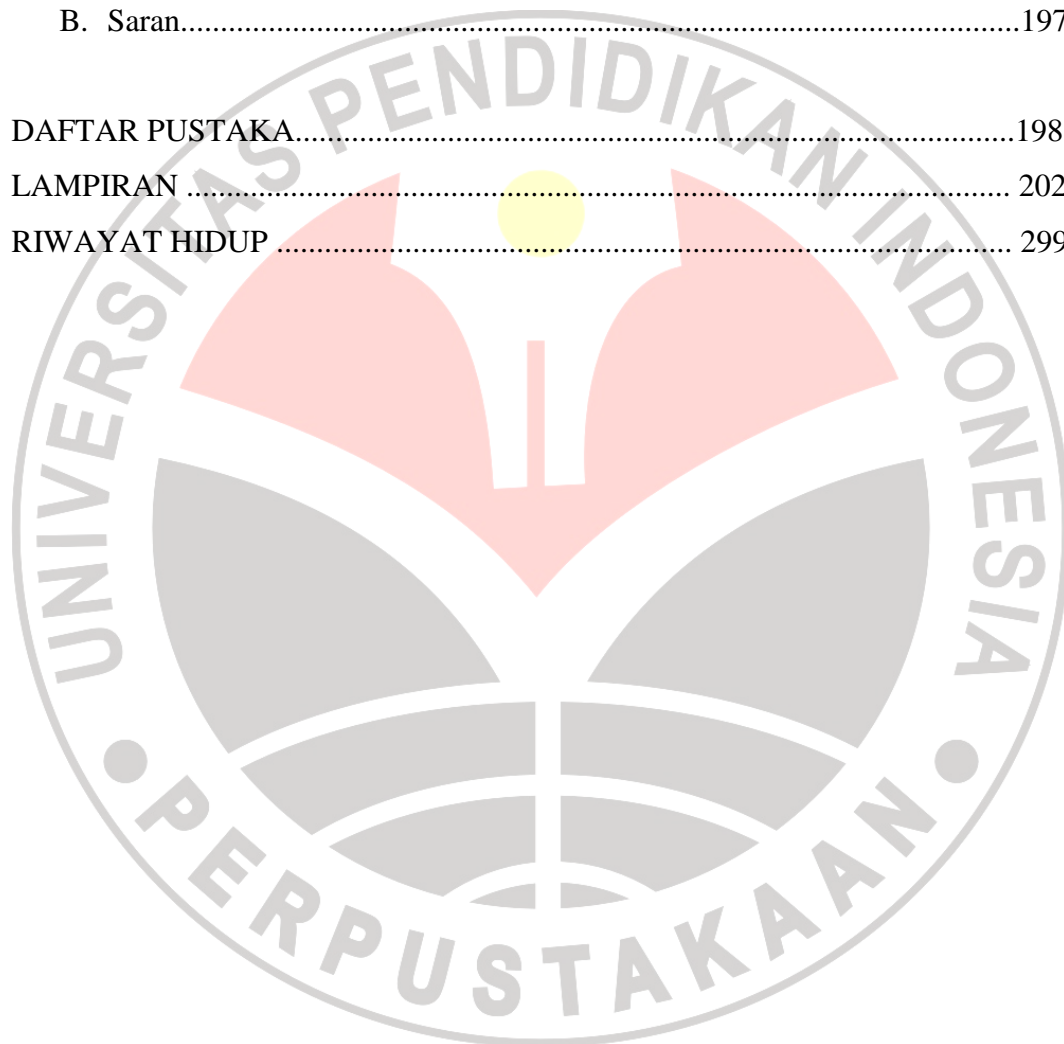 B. Saran.........................................................................................197
DAFTAR PUSTAKA............................................................................198
LAMPIRAN ....................................................................................... 202
RIWAYAT HIDUP .............................................................................. 299
UNIVERSITAS PENDIDIKAN INDONESIA
PERPUSTAKAAN